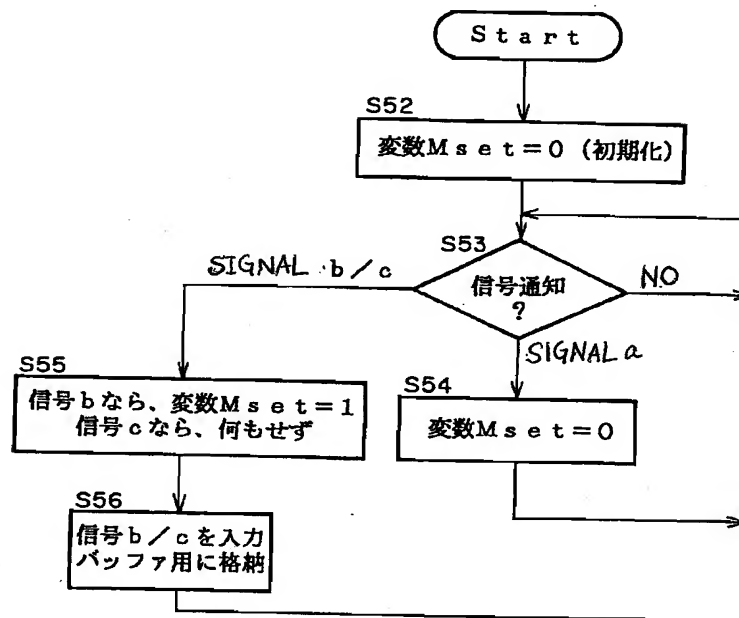 Start
S52
変数Mset=0 (初期化)
S53
信号通知
?
SIGNAL b/c
NO
SIGNAL a
S55
信号bなら、変数Mset=1
信号cなら、何もせず
S54
変数Mset=0
S56
信号b/cを入力
バッファ用に格納